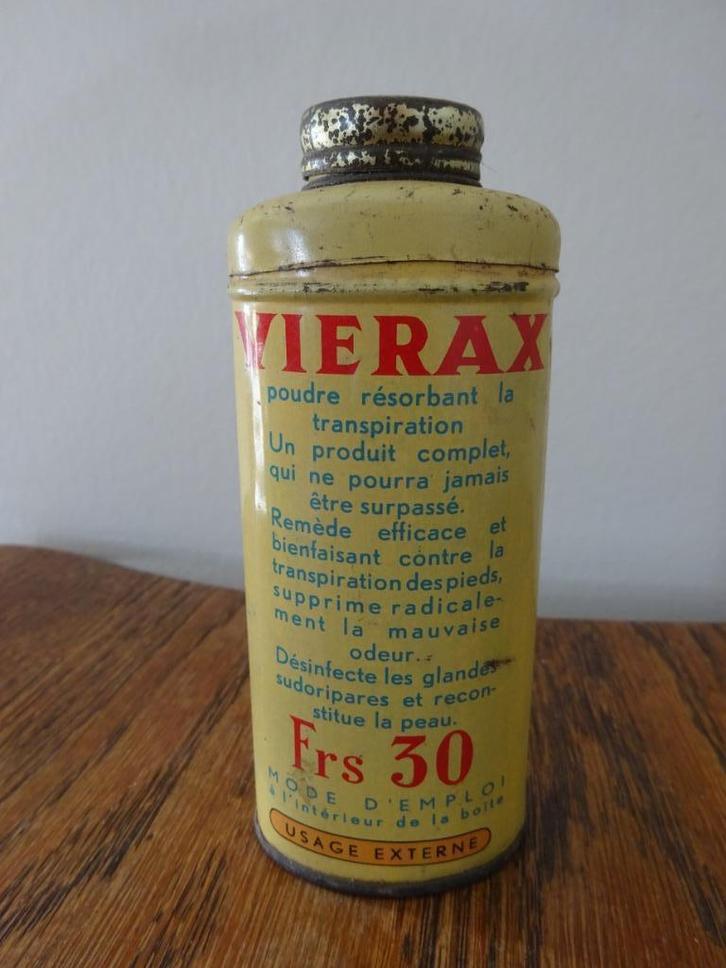 VIERAX
poudre résorbant la
transpiration
Un produit complet,
qui ne pourra jamais
être surpassé.
Remède efficace et
bienfaisant contre la
transpiration des pieds,
supprime radicale-
ment la mauvaise
odeur.
Désinfecte les glandes
sudoripares et recon-
stitue la peau.
Frs 30
MODE D'EMPLOI
à l'intérieur de la boîte
USAGE EXTERNE